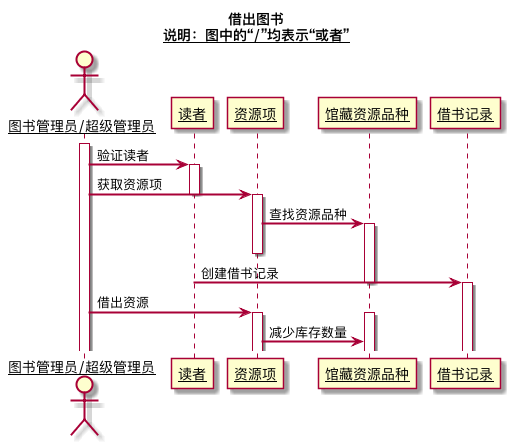 借出图书
说明：图中的“/”均表示“或者”
图书管理员/超级管理员
读者
资源项
馆藏资源品种
借书记录
验证读者
获取资源项
查找资源品种
创建借书记录
借出资源
减少库存数量
图书管理员/超级管理员
读者
资源项
馆藏资源品种
借书记录